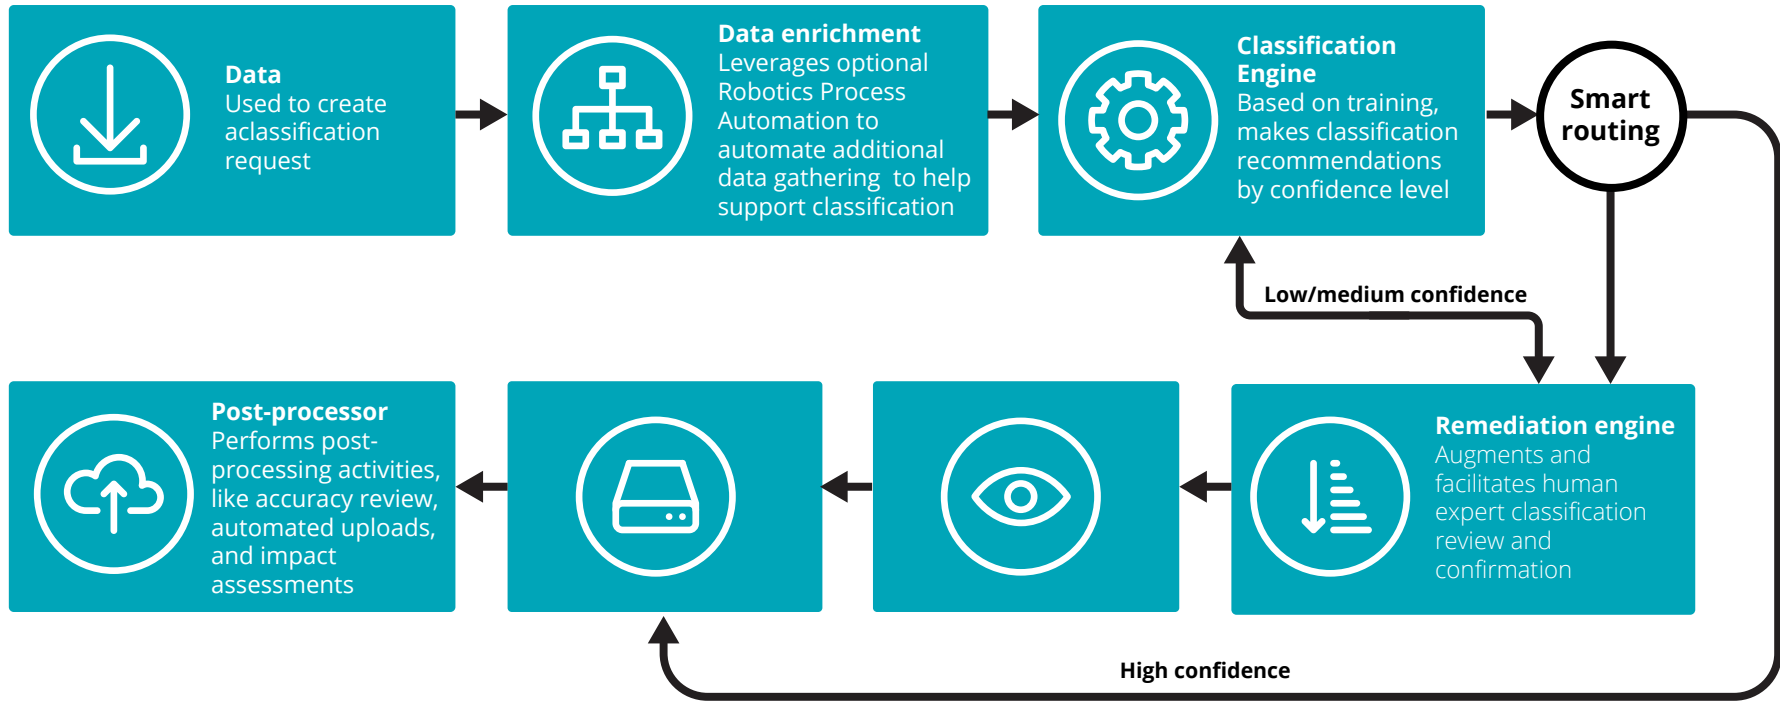 Data
Used to create
aclassification
request
Data enrichment
Leverages optional
Robotics Process
Automation to
automate additional
data gathering  to help
support classification
Classification
Engine
Based on training,
makes classification
recommendations
by confidence level
Smart
routing
Low/medium confidence
Post-processor
Performs post-
processing activities,
like accuracy review,
automated uploads,
and impact
assessments
Remediation engine
Augments and
facilitates human
expert classification
review and
confirmation
High confidence